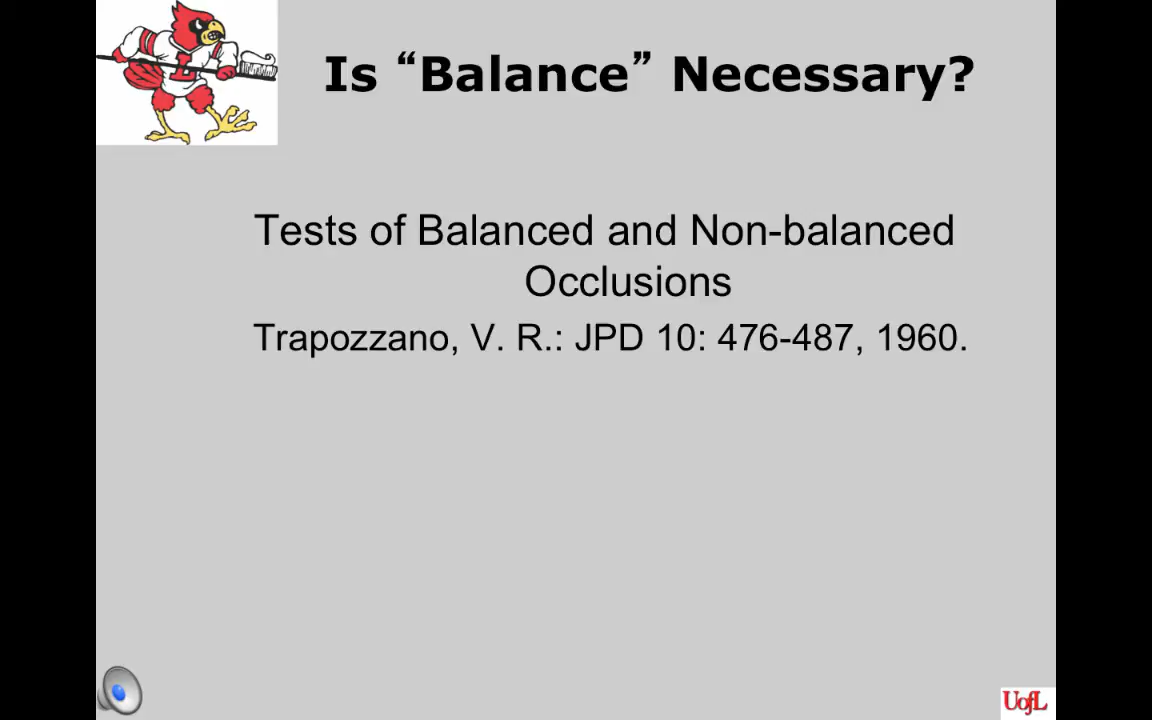 Is “Balance” Necessary?
Tests of Balanced and Non-balanced
Occlusions
Trapozzano, V. R.: JPD 10: 476-487, 1960.
L
UofL